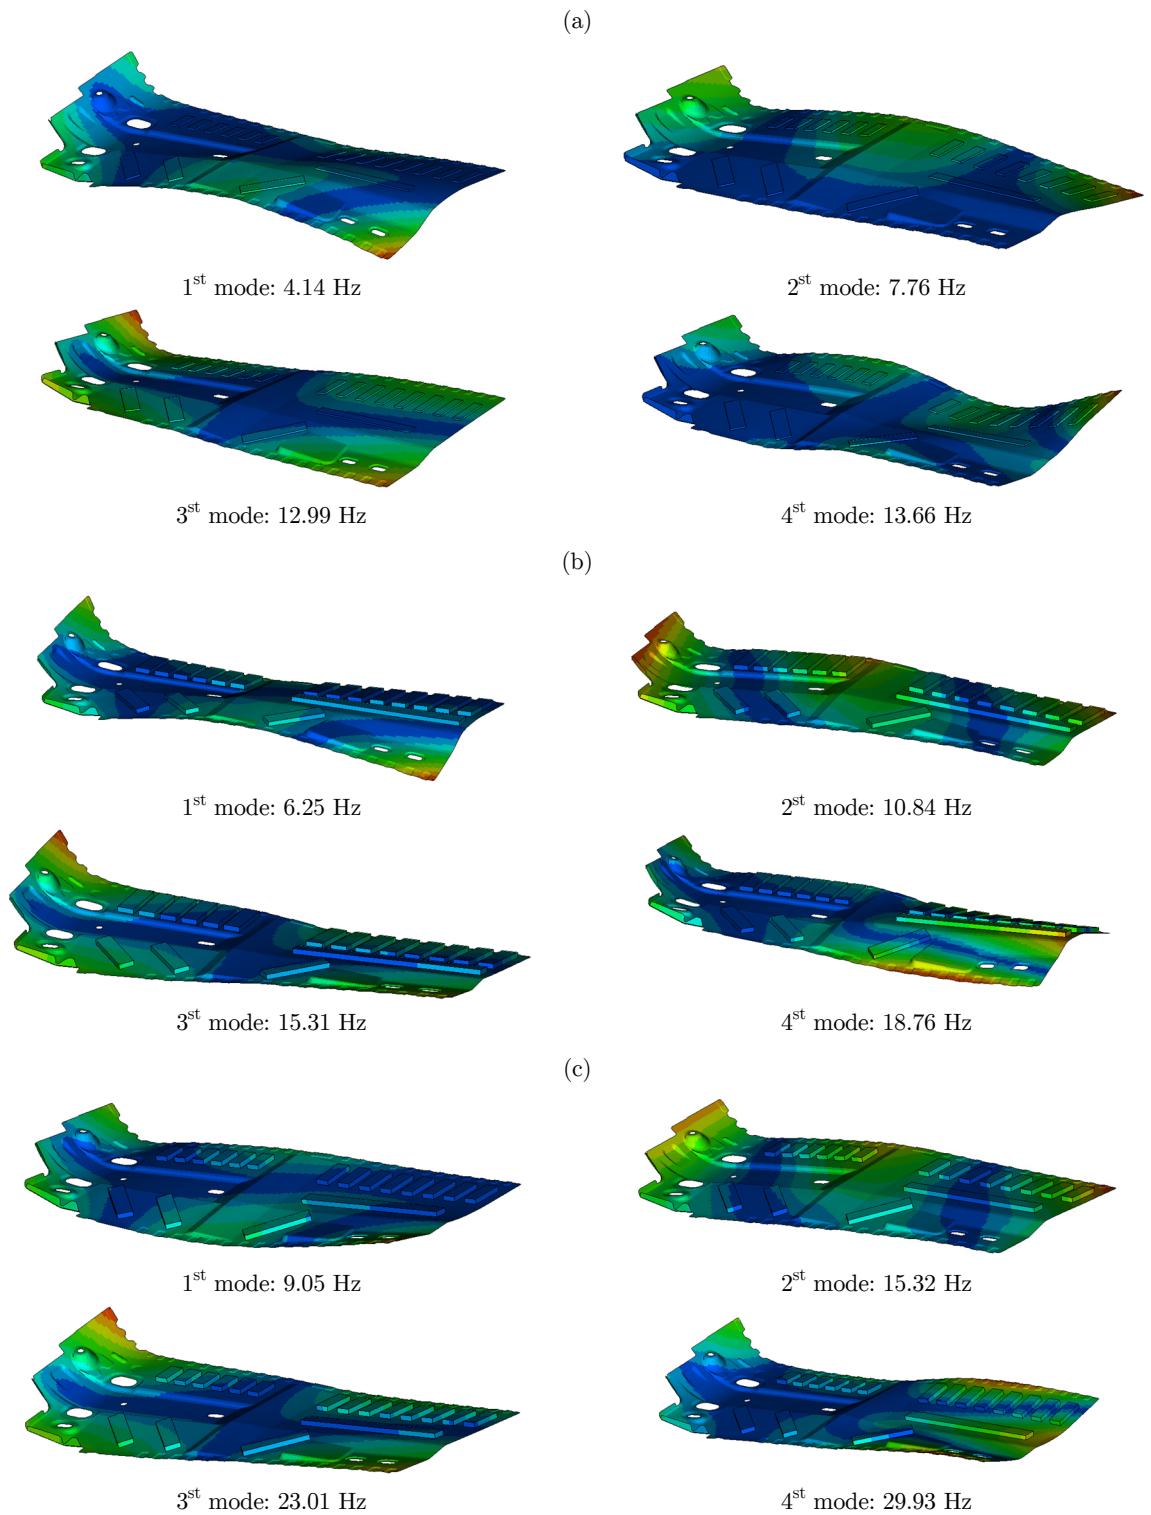 (a)
1st mode: 4.14 Hz
2st mode: 7.76 Hz
3st mode: 12.99 Hz
4st mode: 13.66 Hz
(b)
1st mode: 6.25 Hz
2st mode: 10.84 Hz
3st mode: 15.31 Hz
4st mode: 18.76 Hz
(c)
1st mode: 9.05 Hz
2st mode: 15.32 Hz
3st mode: 23.01 Hz
4st mode: 29.93 Hz